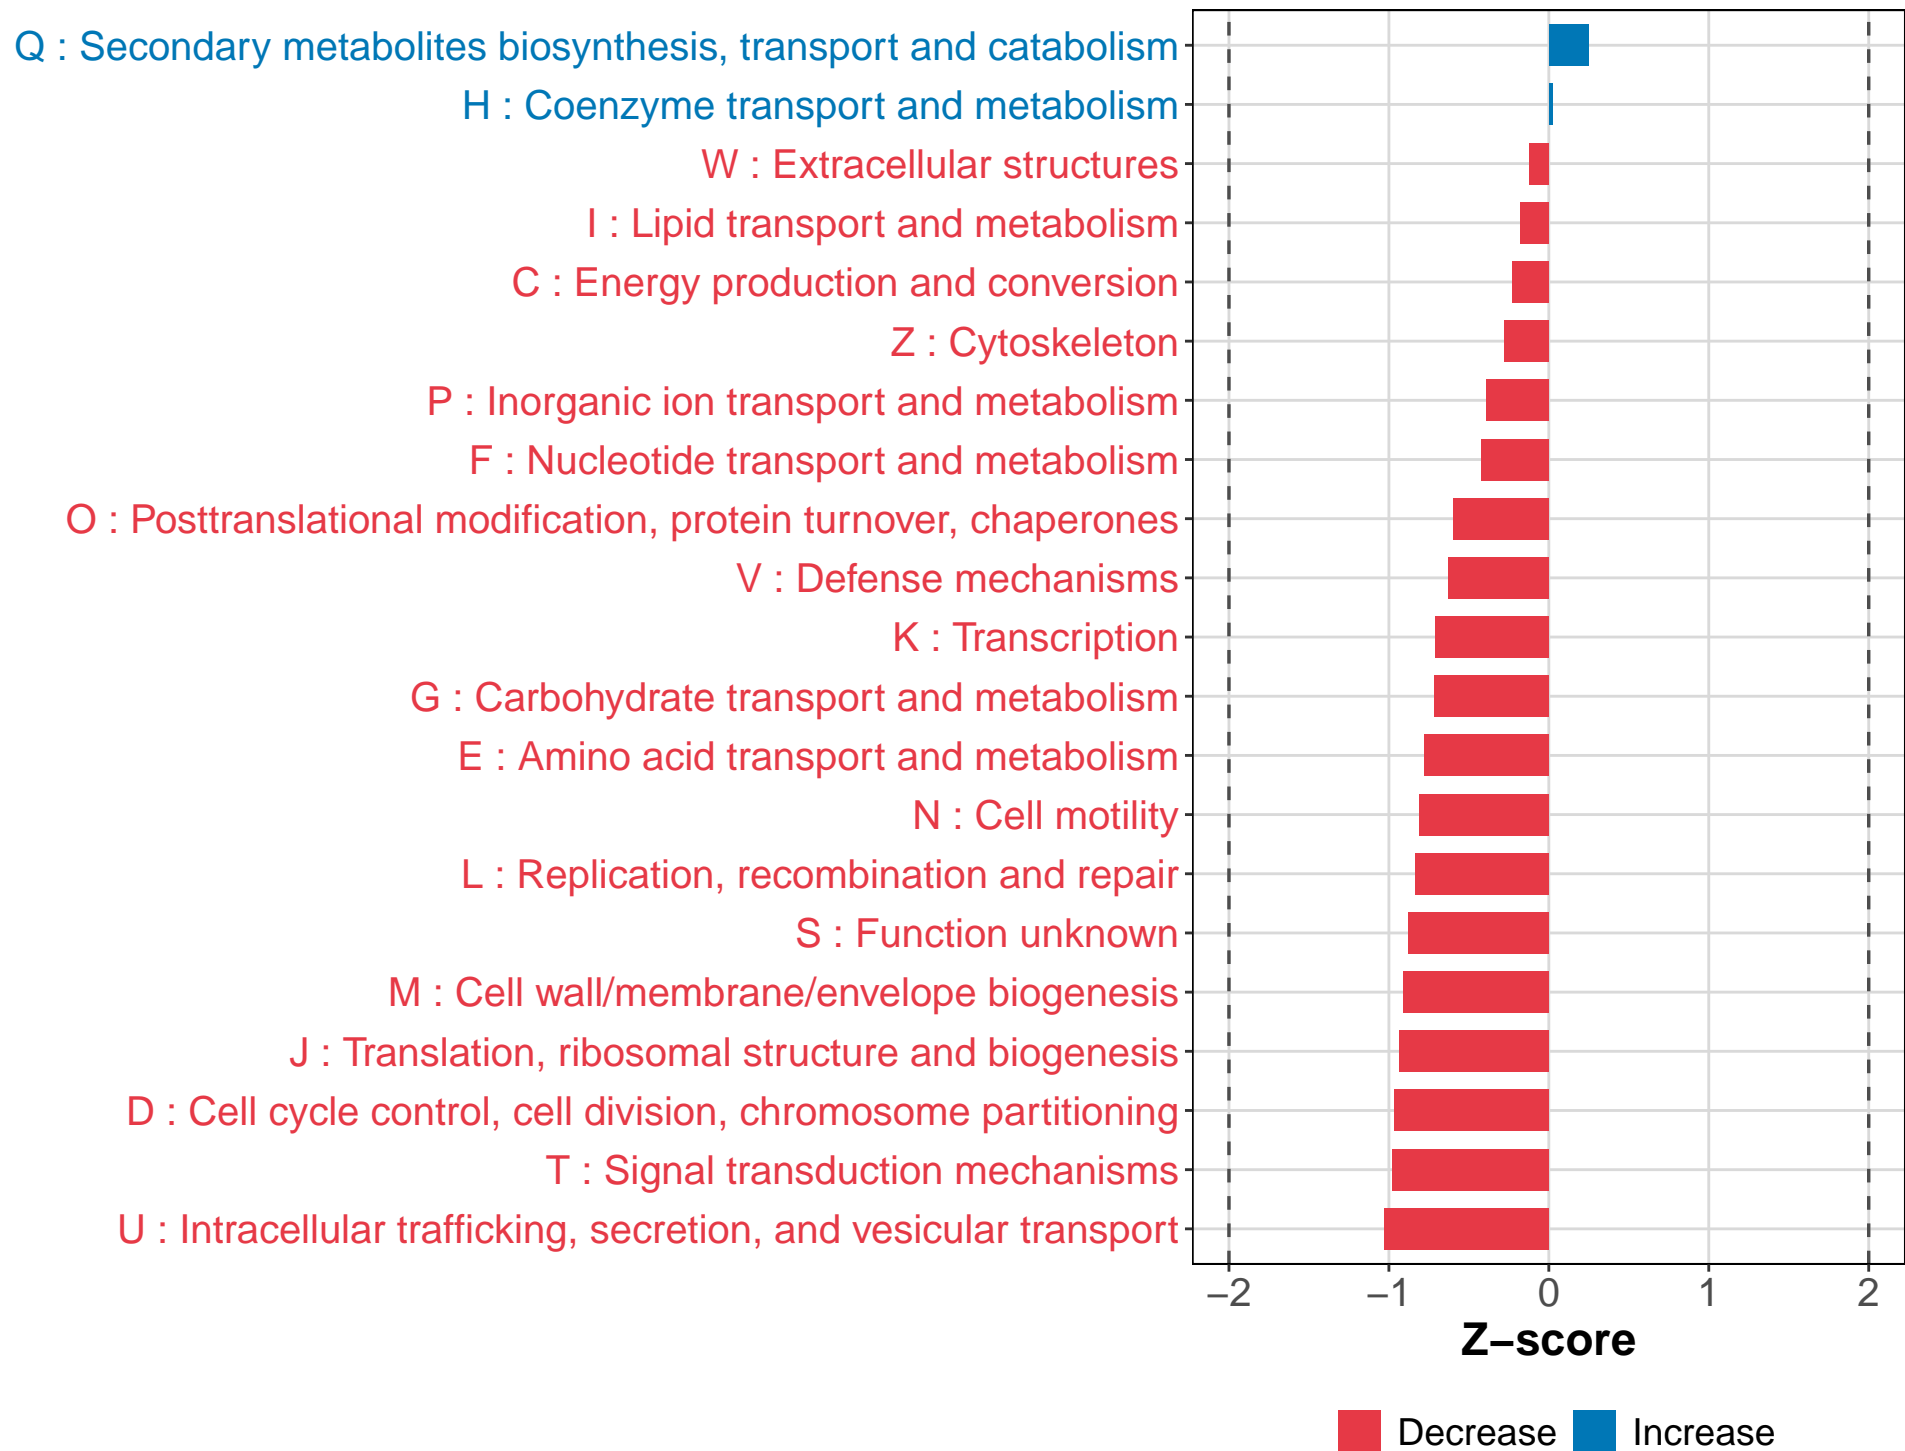 Q : Secondary metabolites biosynthesis, transport and catabolism
H : Coenzyme transport and metabolism
W : Extracellular structures
I : Lipid transport and metabolism
C : Energy production and conversion
Z : Cytoskeleton
P : Inorganic ion transport and metabolism
F : Nucleotide transport and metabolism
O : Posttranslational modification, protein turnover, chaperones
V : Defense mechanisms
K : Transcription
G : Carbohydrate transport and metabolism
E : Amino acid transport and metabolism
N : Cell motility
L : Replication, recombination and repair
S : Function unknown
M : Cell wall/membrane/envelope biogenesis
J : Translation, ribosomal structure and biogenesis
D : Cell cycle control, cell division, chromosome partitioning
T : Signal transduction mechanisms
U : Intracellular trafficking, secretion, and vesicular transport
−2 −1 0 1 2
Z−score
Decrease Increase